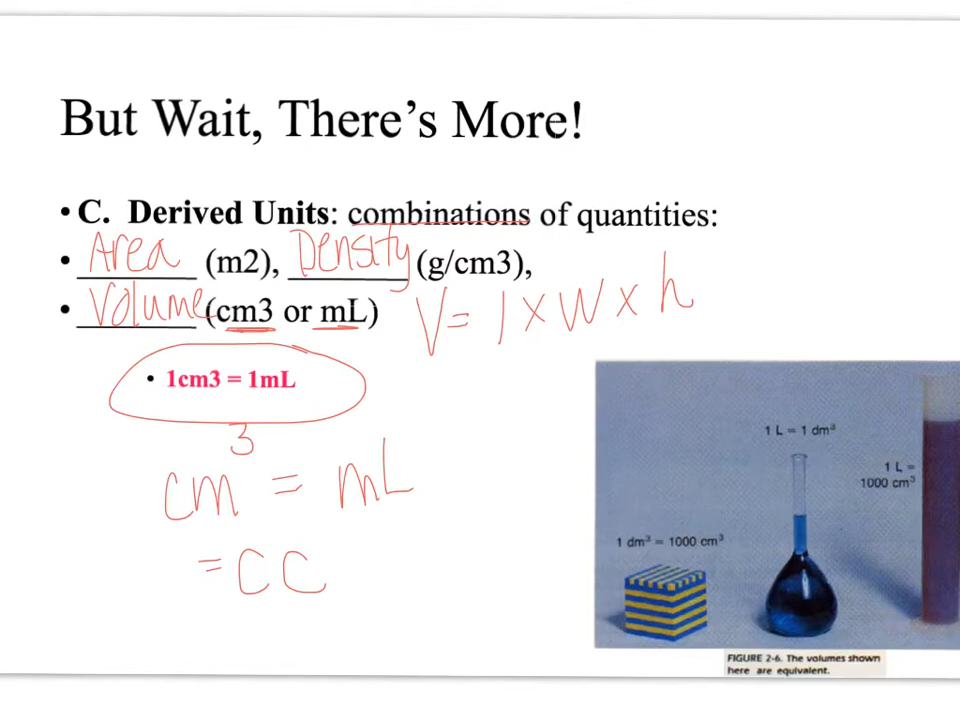 But Wait, There's More!
• C. Derived Units: combinations of quantities:
• Area (m2), Density (g/cm3),
• Volume (cm3 or mL) V = l x W x h
• 1cm3 = 1mL
cm³ = mL
= CC
1 L = 1 dm³
1 L =
1000 cm³
1 dm³ = 1000 cm³
FIGURE 2-6. The volumes shown
here are equivalent.